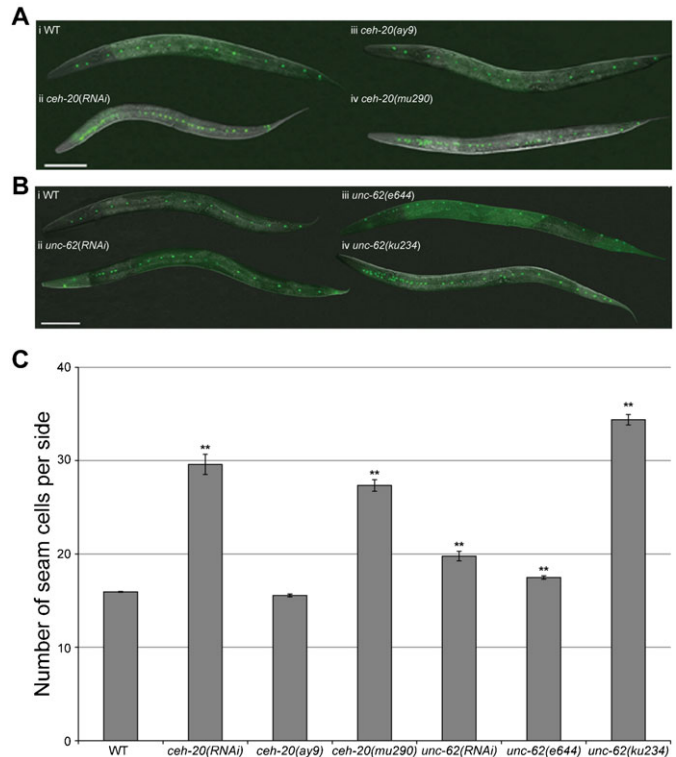 A
i WT
iii ceh-20(ay9)
ii ceh-20(RNAi)
iv ceh-20(mu290)
B
i WT
iii unc-62(e644)
ii unc-62(RNAi)
iv unc-62(ku234)
C
Number of seam cells per side
40
30
20
10
0
**
**
**
**
**
WT
ceh-20(RNAi)
ceh-20(ay9)
ceh-20(mu290)
unc-62(RNAi)
unc-62(e644)
unc-62(ku234)